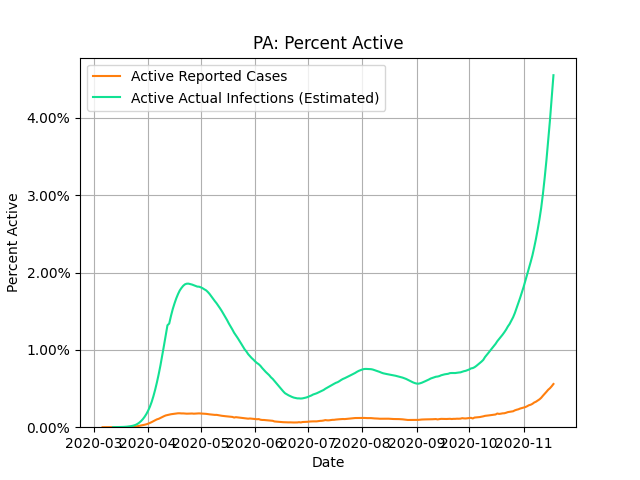 PA: Percent Active
Active Reported Cases
Active Actual Infections (Estimated)
4.00%
3.00%
2.00%
1.00%
0.00%
Percent Active
2020-03 2020-04 2020-05 2020-06 2020-07 2020-08 2020-09 2020-10 2020-11
Date